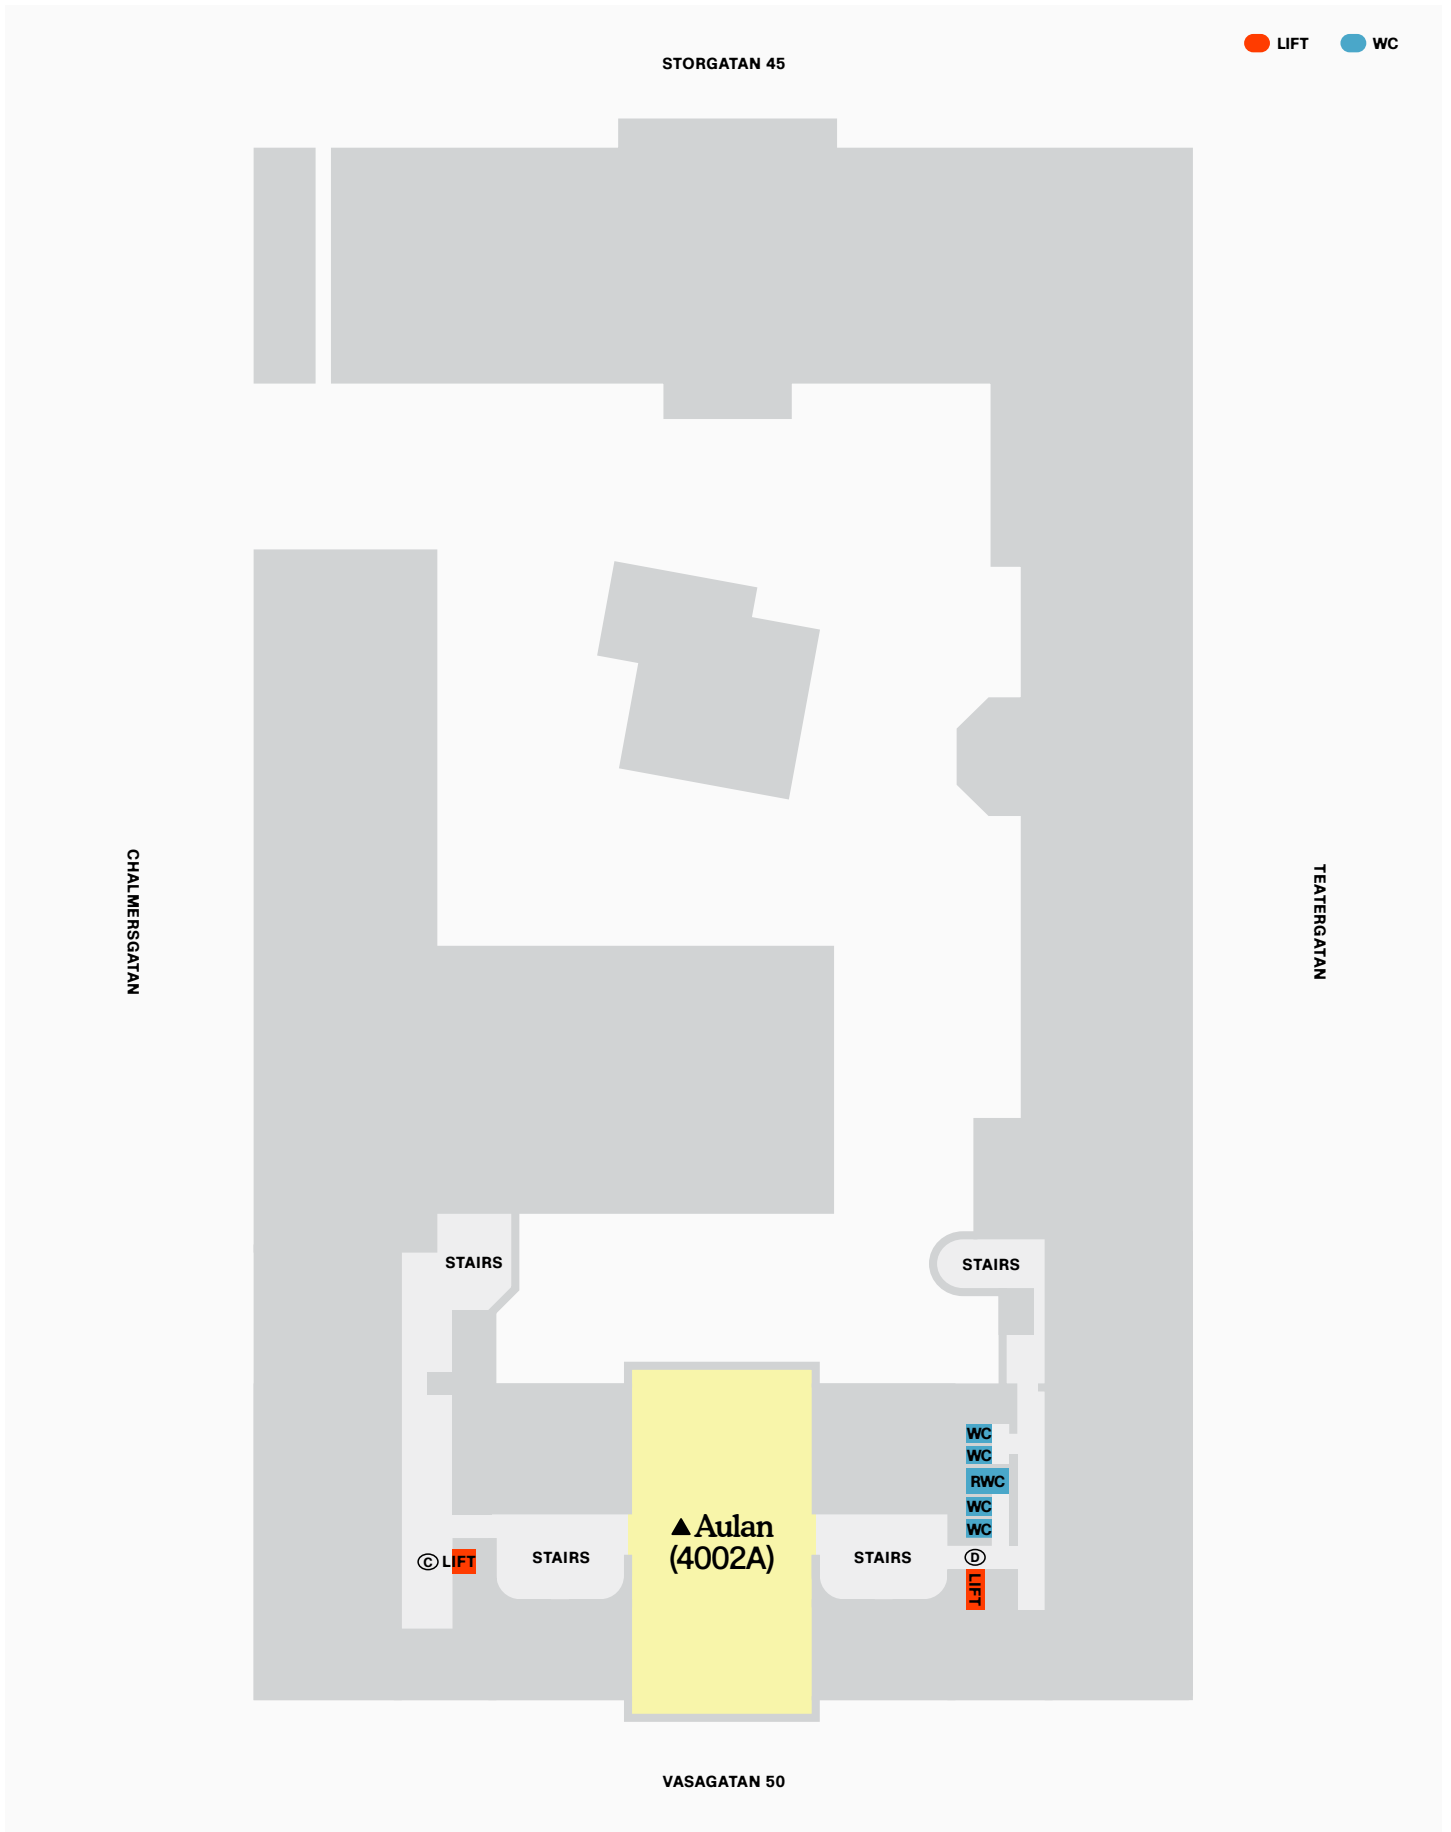 LIFT
WC
STORGATAN 45
CHALMERSGATAN
TEATERGATAN
STAIRS
STAIRS
WC
WC
RWC
WC
WC
▲ Aulan
(4002A)
STAIRS
STAIRS
C LIFT
D
LIFT
VASAGATAN 50